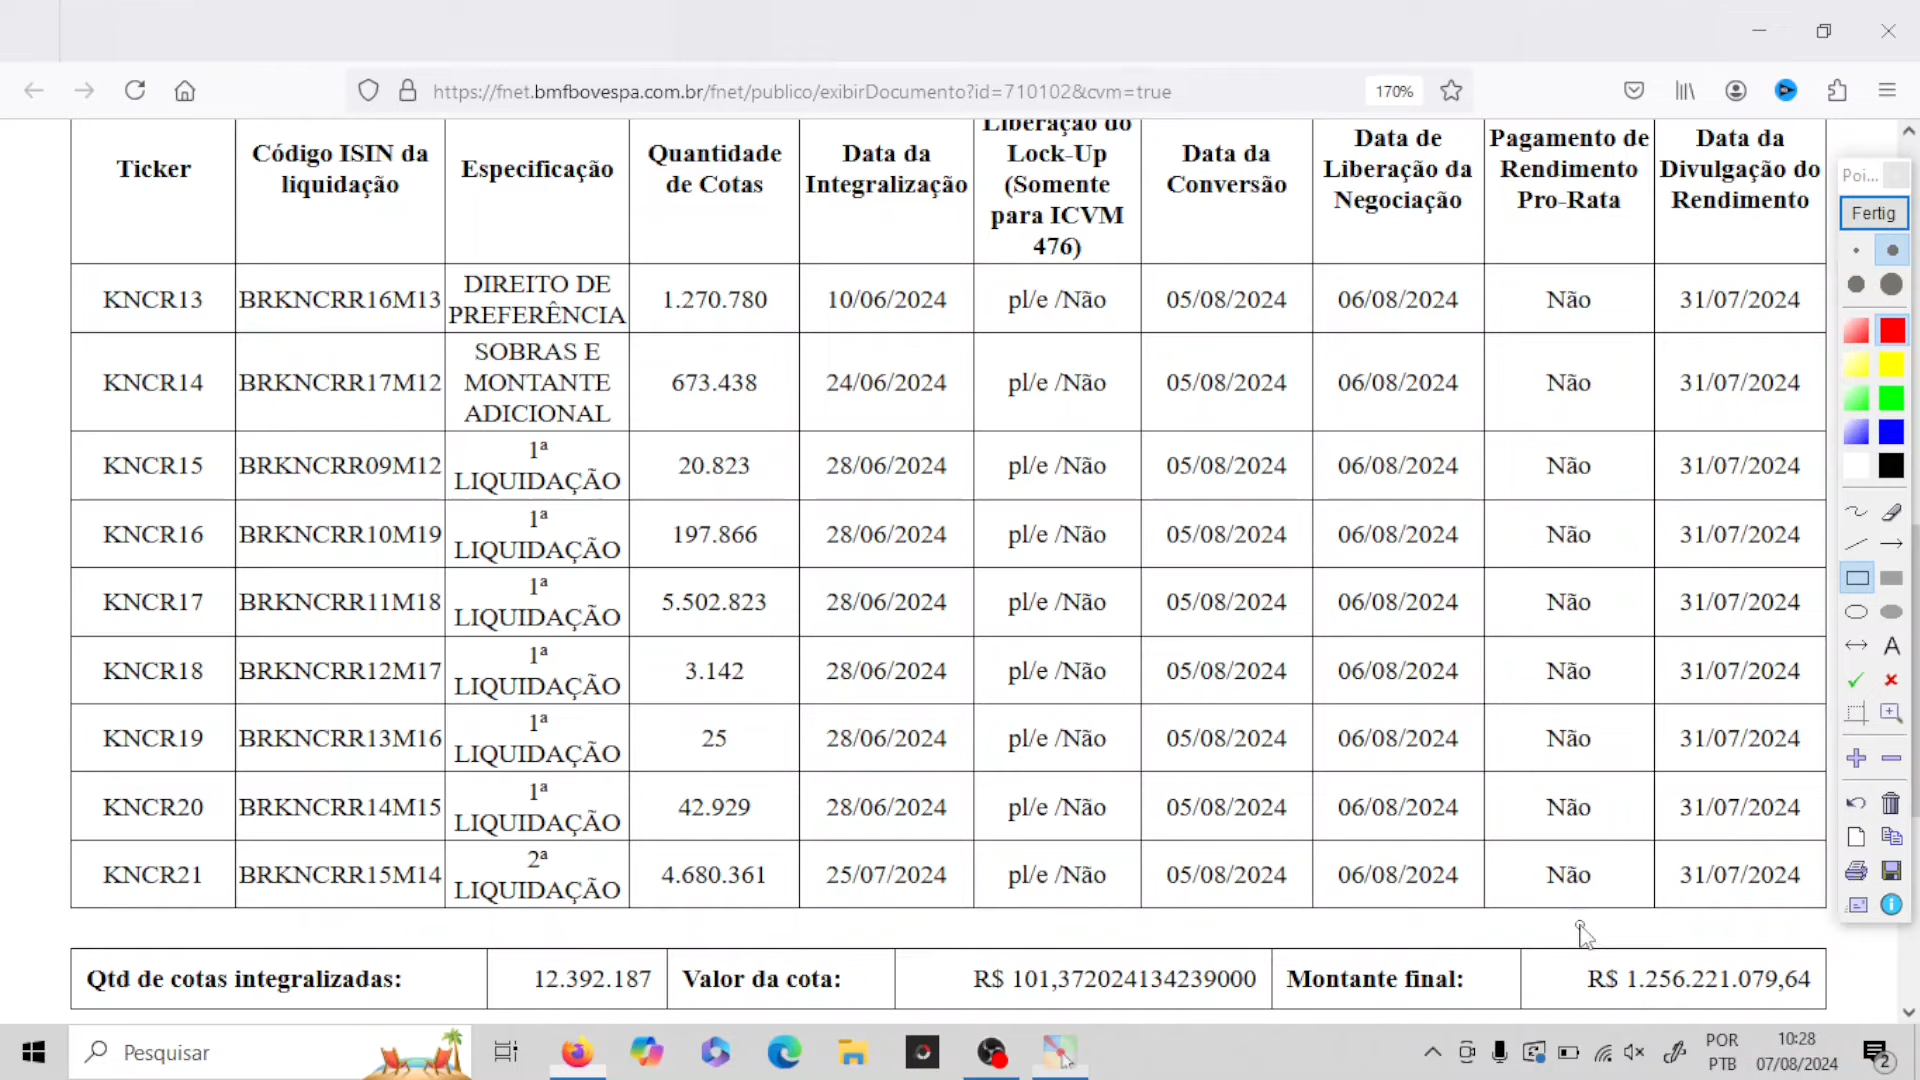 https://fnet.bmfbovespa.com.br/fnet/publico/exibirDocumento?id=710102&cvm=true
170%
Poi...
Fertig
Ticker
Código ISIN da
liquidação
Especificação
Quantidade
de Cotas
Data da
Integralização
Liberação do
Lock-Up
(Somente
para ICVM
476)
Data da
Conversão
Data de
Liberação da
Negociação
Pagamento de
Rendimento
Pro-Rata
Data da
Divulgação do
Rendimento
KNCR13 BRKNCRR16M13 DIREITO DE PREFERÊNCIA 1.270.780 10/06/2024 pl/e /Não 05/08/2024 06/08/2024 Não 31/07/2024
KNCR14 BRKNCRR17M12 SOBRAS E MONTANTE ADICIONAL 673.438 24/06/2024 pl/e /Não 05/08/2024 06/08/2024 Não 31/07/2024
KNCR15 BRKNCRR09M12 1ª LIQUIDAÇÃO 20.823 28/06/2024 pl/e /Não 05/08/2024 06/08/2024 Não 31/07/2024
KNCR16 BRKNCRR10M19 1ª LIQUIDAÇÃO 197.866 28/06/2024 pl/e /Não 05/08/2024 06/08/2024 Não 31/07/2024
KNCR17 BRKNCRR11M18 1ª LIQUIDAÇÃO 5.502.823 28/06/2024 pl/e /Não 05/08/2024 06/08/2024 Não 31/07/2024
KNCR18 BRKNCRR12M17 1ª LIQUIDAÇÃO 3.142 28/06/2024 pl/e /Não 05/08/2024 06/08/2024 Não 31/07/2024
KNCR19 BRKNCRR13M16 1ª LIQUIDAÇÃO 25 28/06/2024 pl/e /Não 05/08/2024 06/08/2024 Não 31/07/2024
KNCR20 BRKNCRR14M15 1ª LIQUIDAÇÃO 42.929 28/06/2024 pl/e /Não 05/08/2024 06/08/2024 Não 31/07/2024
KNCR21 BRKNCRR15M14 2ª LIQUIDAÇÃO 4.680.361 25/07/2024 pl/e /Não 05/08/2024 06/08/2024 Não 31/07/2024
Qtd de cotas integralizadas: 12.392.187 Valor da cota: R$ 101,372024134239000 Montante final: R$ 1.256.221.079,64
Pesquisar
POR
PTB
10:28
07/08/2024
2